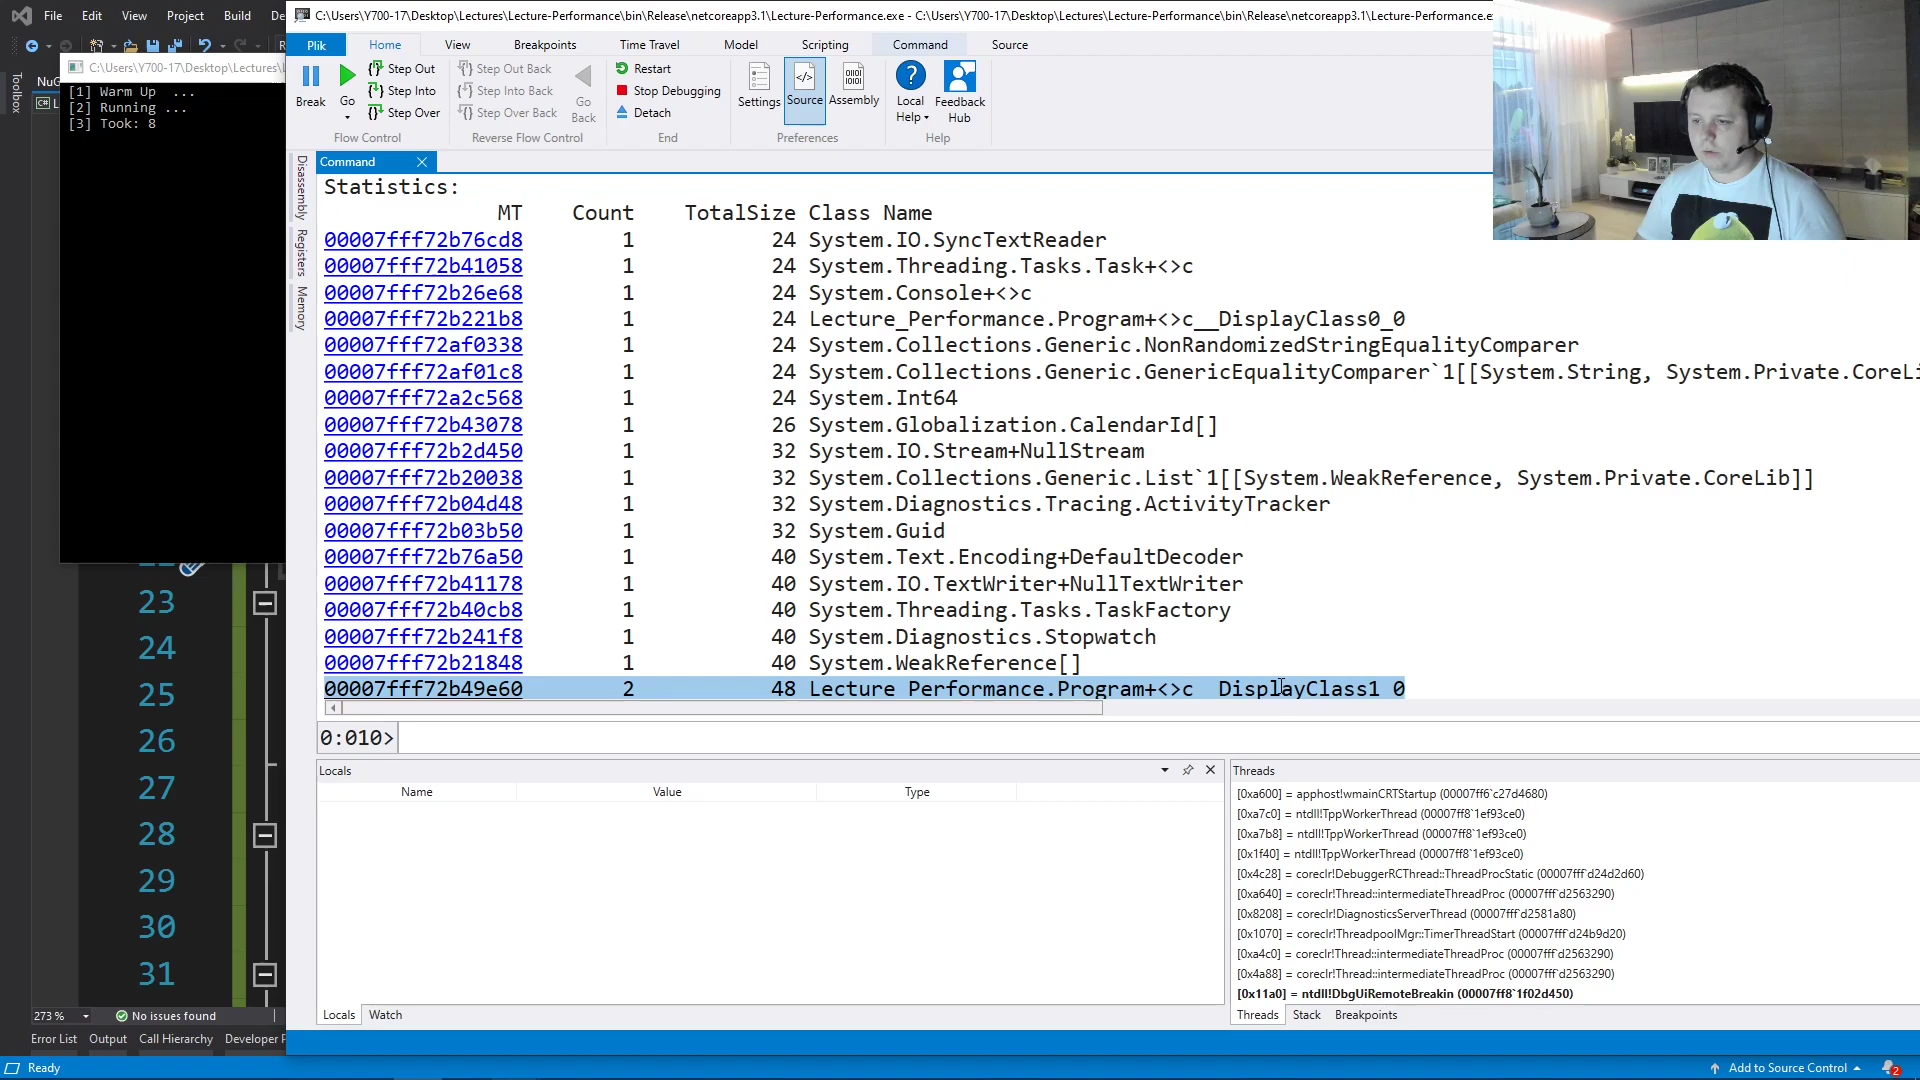 File Edit View Project Build
C:\Users\Y700-17\Desktop\Lectures\Lecture-Performance\bin\Release\netcoreapp3.1\Lecture-Performance.exe - C:\Users\Y700-17\Desktop\Lectures\Lecture-Performance\bin\Release\netcoreapp3.1\Lecture-Performance.exe
Plik Home View Breakpoints Time Travel Model Scripting Command Source
Break
Go
Step Out
Step Into
Step Over
Flow Control
Step Out Back
Step Into Back
Step Over Back
Go Back
Reverse Flow Control
Restart
Stop Debugging
Detach
End
Settings Source Assembly
Preferences
Local Help
Feedback Hub
Help
Toolbox
C:\Users\Y700-17\Desktop\Lectures\
[1] Warm Up ...
[2] Running ...
[3] Took: 8
Disassembly
Registers
Memory
Command
Statistics:
MT Count TotalSize Class Name
00007fff72b76cd8 1 24 System.IO.SyncTextReader
00007fff72b41058 1 24 System.Threading.Tasks.Task+<>c
00007fff72b26e68 1 24 System.Console+<>c
00007fff72b221b8 1 24 Lecture_Performance.Program+<>c__DisplayClass0_0
00007fff72af0338 1 24 System.Collections.Generic.NonRandomizedStringEqualityComparer
00007fff72af01c8 1 24 System.Collections.Generic.GenericEqualityComparer`1[[System.String, System.Private.CoreLi
00007fff72a2c568 1 24 System.Int64
00007fff72b43078 1 26 System.Globalization.CalendarId[]
00007fff72b2d450 1 32 System.IO.Stream+NullStream
00007fff72b20038 1 32 System.Collections.Generic.List`1[[System.WeakReference, System.Private.CoreLib]]
00007fff72b04d48 1 32 System.Diagnostics.Tracing.ActivityTracker
00007fff72b03b50 1 32 System.Guid
00007fff72b76a50 1 40 System.Text.Encoding+DefaultDecoder
00007fff72b41178 1 40 System.IO.TextWriter+NullTextWriter
00007fff72b40cb8 1 40 System.Threading.Tasks.TaskFactory
00007fff72b241f8 1 40 System.Diagnostics.Stopwatch
00007fff72b21848 1 40 System.WeakReference[]
00007fff72b49e60 2 48 Lecture_Performance.Program+<>c__DisplayClass1_0
0:010>
23
24
25
26
27
28
29
30
31
Locals
Name Value Type
Locals Watch
Threads
[0xa600] = apphost!wmainCRTStartup (00007ff6`c27d4680)
[0xa7c0] = ntdll!TppWorkerThread (00007ff8`1ef93ce0)
[0xa7b8] = ntdll!TppWorkerThread (00007ff8`1ef93ce0)
[0x1f40] = ntdll!TppWorkerThread (00007ff8`1ef93ce0)
[0x4c28] = coreclr!DebuggerRCThread::ThreadProcStatic (00007fff`d24d2d60)
[0xa640] = coreclr!Thread::intermediateThreadProc (00007fff`d2563290)
[0x8208] = coreclr!DiagnosticsServerThread (00007fff`d2581a80)
[0x1070] = coreclr!ThreadpoolMgr::TimerThreadStart (00007fff`d24b9d20)
[0xa4c0] = coreclr!Thread::intermediateThreadProc (00007fff`d2563290)
[0x4a88] = coreclr!Thread::intermediateThreadProc (00007fff`d2563290)
[0x11a0] = ntdll!DbgUiRemoteBreakin (00007ff8`1f02d450)
Threads Stack Breakpoints
273 % No issues found
Error List Output Call Hierarchy Developer P
Ready
Add to Source Control
2